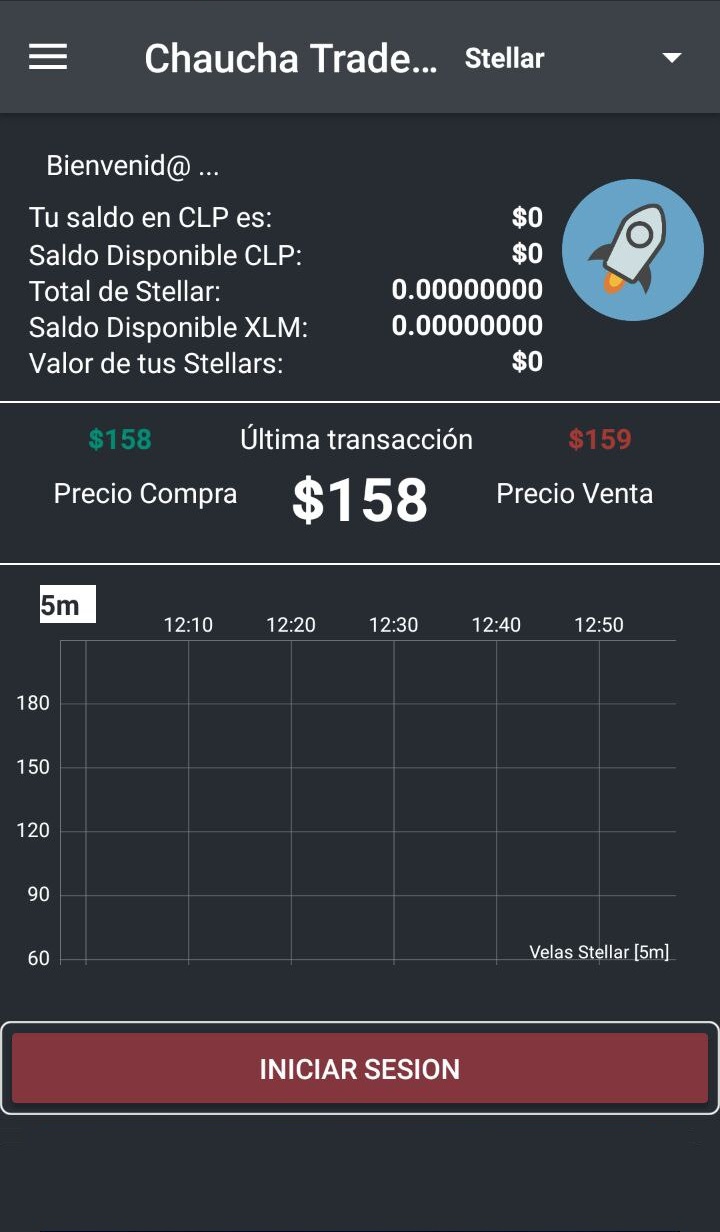 Chaucha Trade... Stellar
Bienvenid@ ...
Tu saldo en CLP es: $0
Saldo Disponible CLP: $0
Total de Stellar: 0.00000000
Saldo Disponible XLM: 0.00000000
Valor de tus Stellars: $0
$158 Última transacción $159
Precio Compra $158 Precio Venta
5m
12:10 12:20 12:30 12:40 12:50
180
150
120
90
Velas Stellar [5m]
60
INICIAR SESION